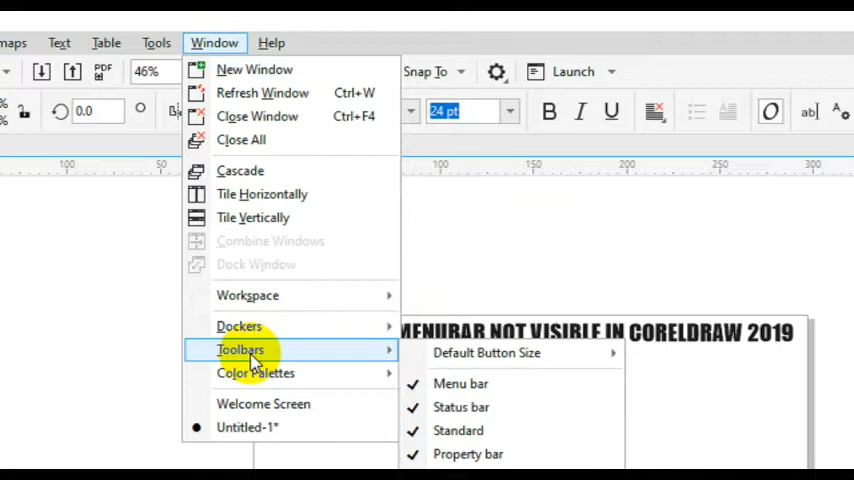 maps Text Table Tools Window Help
PDF 46% Snap To Launch
% 0.0 24 pt B I U O ab
%
100 50 100 150 200 250 300
New Window
Refresh Window Ctrl+W
Close Window Ctrl+F4
Close All
Cascade
Tile Horizontally
Tile Vertically
Combine Windows
Dock Window
Workspace
Dockers
Toolbars
Color Palettes
Welcome Screen
Untitled-1*
MENUBAR NOT VISIBLE IN CORELDRAW 2019
Default Button Size
Menu bar
Status bar
Standard
Property bar